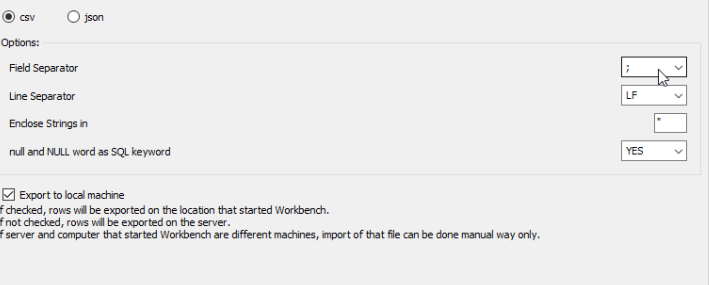 csv json
Options:
Field Separator ;
Line Separator LF
Enclose Strings in "
null and NULL word as SQL keyword YES
Export to local machine
f checked, rows will be exported on the location that started Workbench.
f not checked, rows will be exported on the server.
f server and computer that started Workbench are different machines, import of that file can be done manual way only.